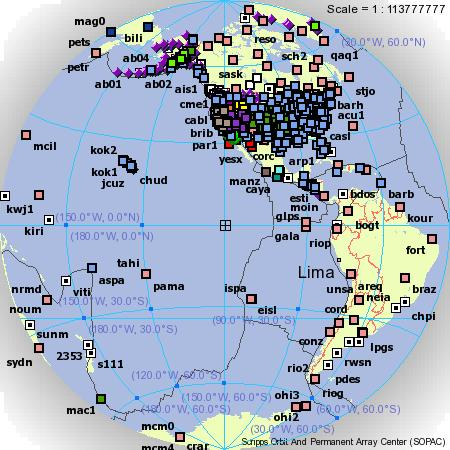 Scale = 1 : 113777777
mag0
bili
pets
petr
ab04
ab01
ab02
ais1
sask
reso
sch2
(30.0°W, 60.0°N)
qaq1
stjo
cme1
cabl
brib
par1
yesx
corc
barh
acu1
casl
mcil
kok2
kok1
jcuz
chud
manz
caya
arp1
esti
moin
glps
gala
bdos
barb
kour
bogt
riop
fort
kwj1
kiri
(150.0°W, 0.0°N)
(180.0°W, 0.0°N)
Lima
tahi
aspa
pama
ispa
eisl
unsa
areq
neia
braz
chpi
nrmd
noum
viti
(150.0°W, 30.0°S)
(180.0°W, 30.0°S)
(90.0°W, 30.0°S)
cord
conz
lpgs
rwsn
sunm
sydn
2353
s111
rio2
pdes
riog
(120.0°W, 60.0°S)
(150.0°W, 60.0°S)
(180.0°W, 60.0°S)
(60.0°W, 60.0°S)
(30.0°W, 60.0°S)
mac1
ohi3
ohi2
mcm0
mcm4
crar
Scripps Orbit And Permanent Array Center (SOPAC)